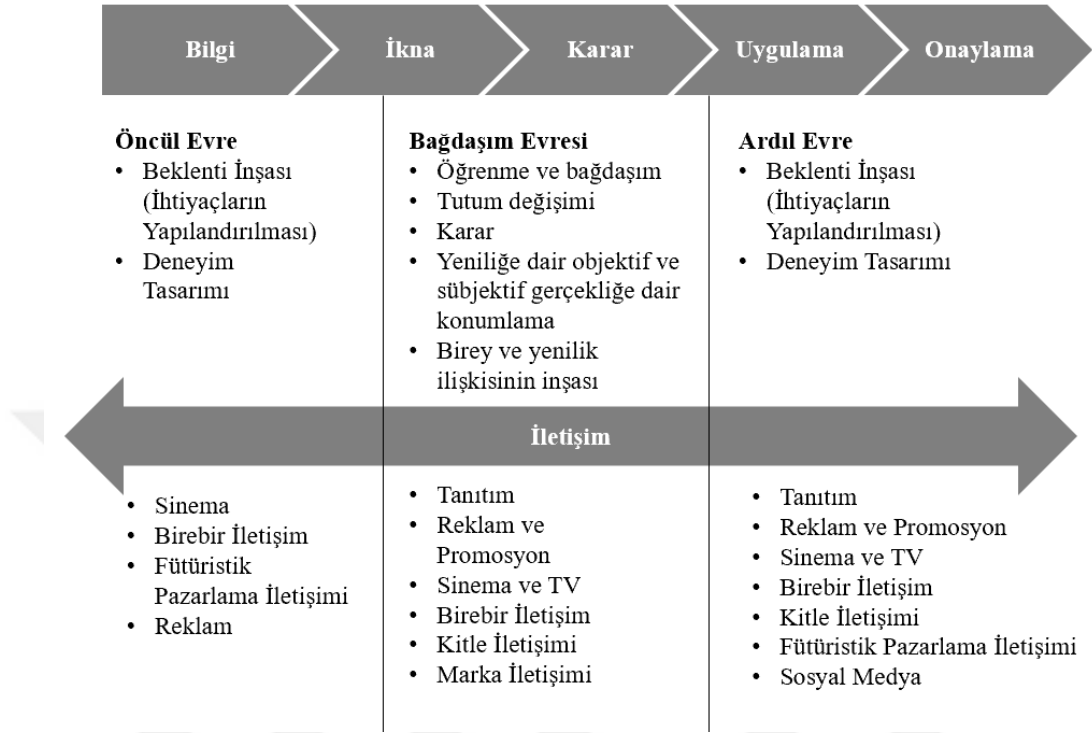 Bilgi
İkna
Karar
Uygulama
Onaylama
Öncül Evre
• Beklenti İnşası
(İhtiyaçların
Yapılandırılması)
• Deneyim
Tasarımı
Bağdaşım Evresi
• Öğrenme ve bağdaşım
• Tutum değişimi
• Karar
• Yeniliğe dair objektif ve
sübjektif gerçekliğe dair
konumlama
• Birey ve yenilik
ilişkisinin inşası
Ardıl Evre
• Beklenti İnşası
(İhtiyaçların
Yapılandırılması)
• Deneyim Tasarımı
İletişim
• Sinema
• Birebir İletişim
• Fütüristik
Pazarlama İletişimi
• Reklam
• Tanıtım
• Reklam ve
Promosyon
• Sinema ve TV
• Birebir İletişim
• Kitle İletişimi
• Marka İletişimi
• Tanıtım
• Reklam ve Promosyon
• Sinema ve TV
• Birebir İletişim
• Kitle İletişimi
• Fütüristik Pazarlama İletişimi
• Sosyal Medya